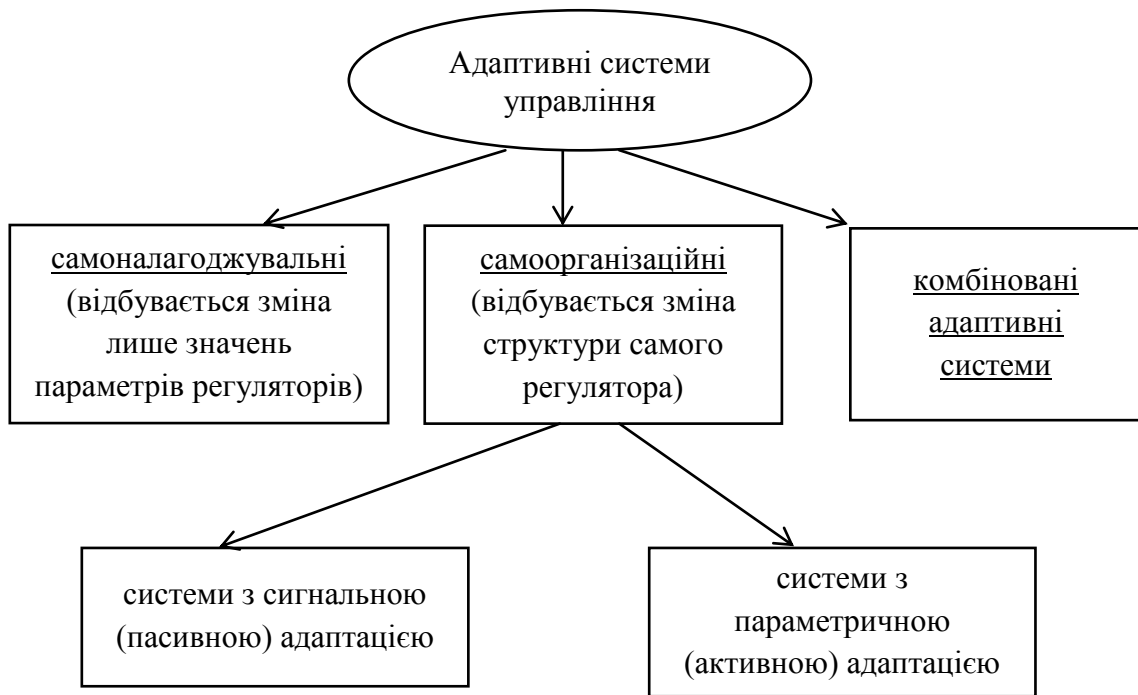 Адаптивні системи
управління
самоналагоджувальні
(відбувається зміна
лише значень
параметрів регуляторів)
самоорганізаційні
(відбувається зміна
структури самого
регулятора)
комбіновані
адаптивні
системи
системи з сигнальною
(пасивною) адаптацією
системи з
параметричною
(активною) адаптацією